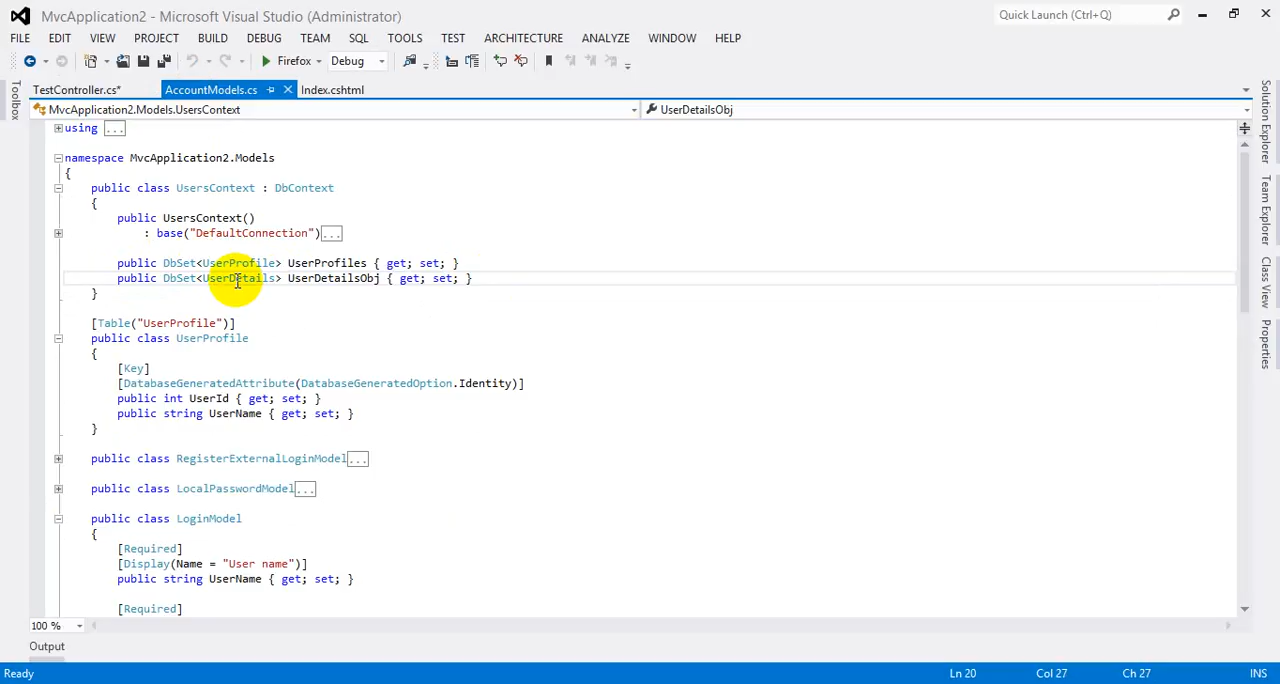 MvcApplication2 - Microsoft Visual Studio (Administrator)
Quick Launch (Ctrl+Q)
FILE EDIT VIEW PROJECT BUILD DEBUG TEAM SQL TOOLS TEST ARCHITECTURE ANALYZE WINDOW HELP
Firefox Debug
Toolbox
TestController.cs* AccountModels.cs Index.cshtml
MvcApplication2.Models.UsersContext UserDetailsObj
using ...
namespace MvcApplication2.Models
{
public class UsersContext : DbContext
{
public UsersContext()
: base("DefaultConnection")...
public DbSet<UserProfile> UserProfiles { get; set; }
public DbSet<UserDetails> UserDetailsObj { get; set; }
}
[Table("UserProfile")]
public class UserProfile
{
[Key]
[DatabaseGeneratedAttribute(DatabaseGeneratedOption.Identity)]
public int UserId { get; set; }
public string UserName { get; set; }
}
public class RegisterExternalLoginModel...
public class LocalPasswordModel...
public class LoginModel
{
[Required]
[Display(Name = "User name")]
public string UserName { get; set; }
[Required]
100 %
Output
Solution Explorer
Team Explorer
Class View
Properties
Ready Ln 20 Col 27 Ch 27 INS